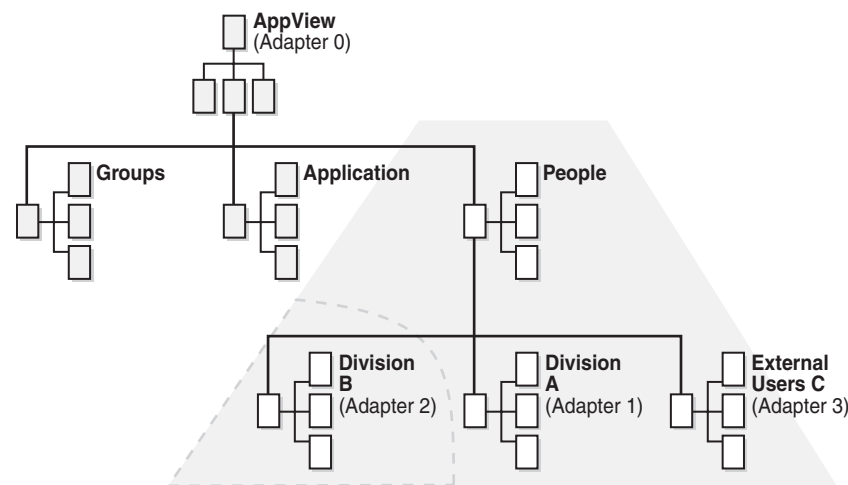 AppView
(Adapter 0)
Groups
Application
People
Division
B
(Adapter 2)
Division
A
(Adapter 1)
External
Users C
(Adapter 3)